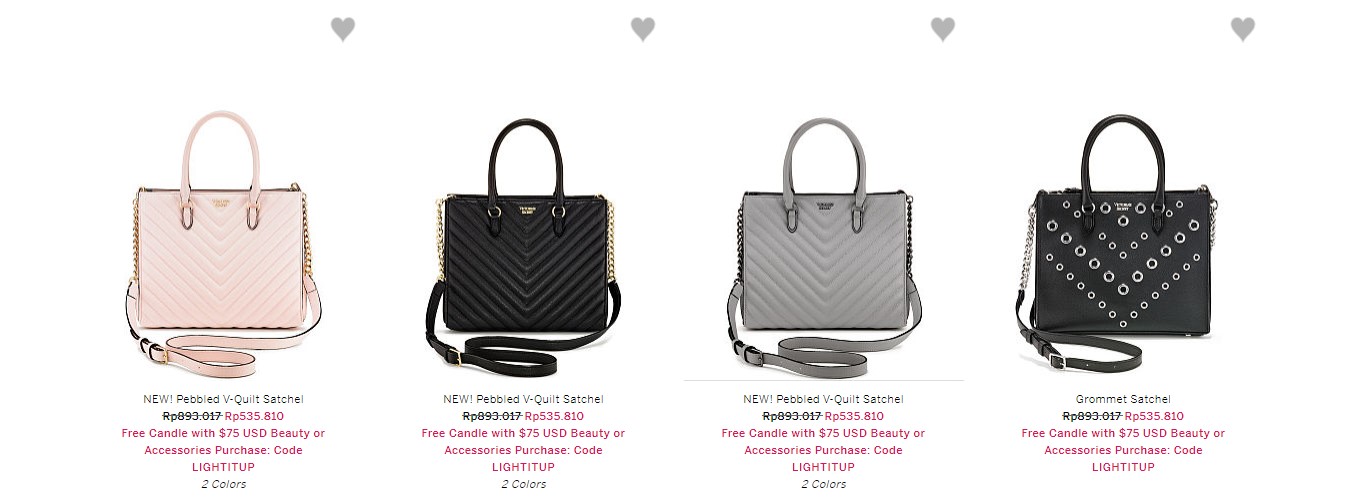 NEW! Pebbled V-Quilt Satchel
Rp893.017 Rp535.810
Free Candle with $75 USD Beauty or
Accessories Purchase: Code
LIGHTITUP
2 Colors
NEW! Pebbled V-Quilt Satchel
Rp893.017 Rp535.810
Free Candle with $75 USD Beauty or
Accessories Purchase: Code
LIGHTITUP
2 Colors
NEW! Pebbled V-Quilt Satchel
Rp893.017 Rp535.810
Free Candle with $75 USD Beauty or
Accessories Purchase: Code
LIGHTITUP
2 Colors
Grommet Satchel
Rp893.017 Rp535.810
Free Candle with $75 USD Beauty or
Accessories Purchase: Code
LIGHTITUP